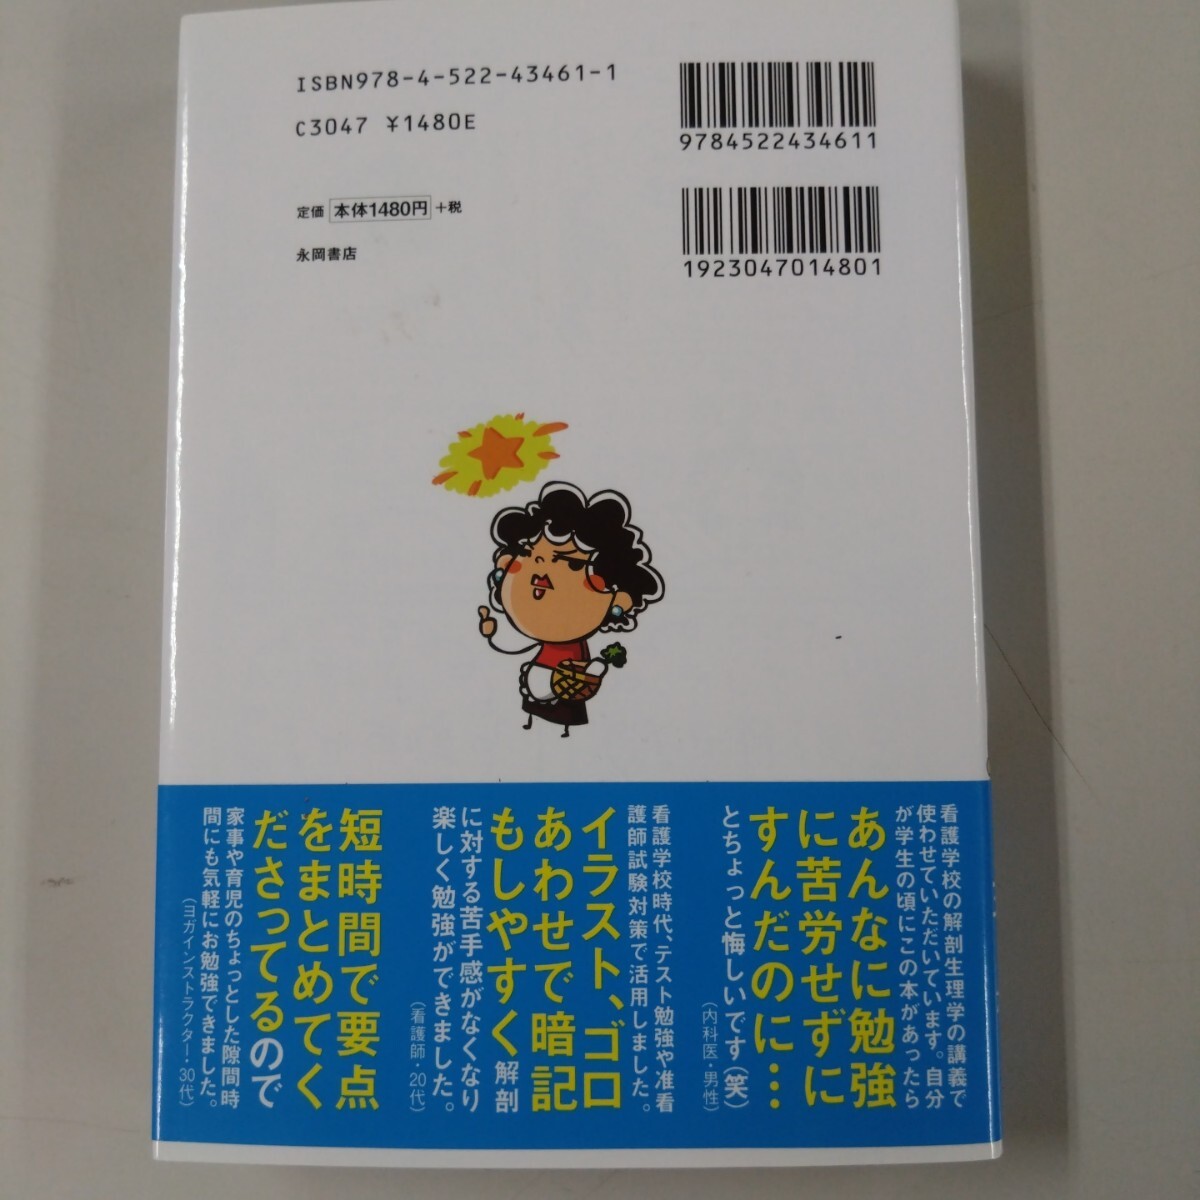 ISBN978-4-522-43461-1
C3047 ¥1480E
定価 本体1480円 +税
永岡書店
9784522434611
1923047014801
看護学校の解剖生理学の講義で
使わせていただいています。自分
が学生の頃にこの本があったら
あんなに勉強
に苦労せずに
すんだのに…
とちょっと悔しいです(笑)
(内科医・男性)
看護学校時代、テスト勉強や准看
護師試験対策で活用しました。
イラスト、ゴロ
あわせで暗記
もしやすく解剖
に対する苦手感がなくなり
楽しく勉強ができました。
(看護師・20代)
短時間で要点
をまとめてく
ださってるので
家事や育児のちょっとした隙間時
間にも気軽にお勉強できました。
(ヨガインストラクター・30代)